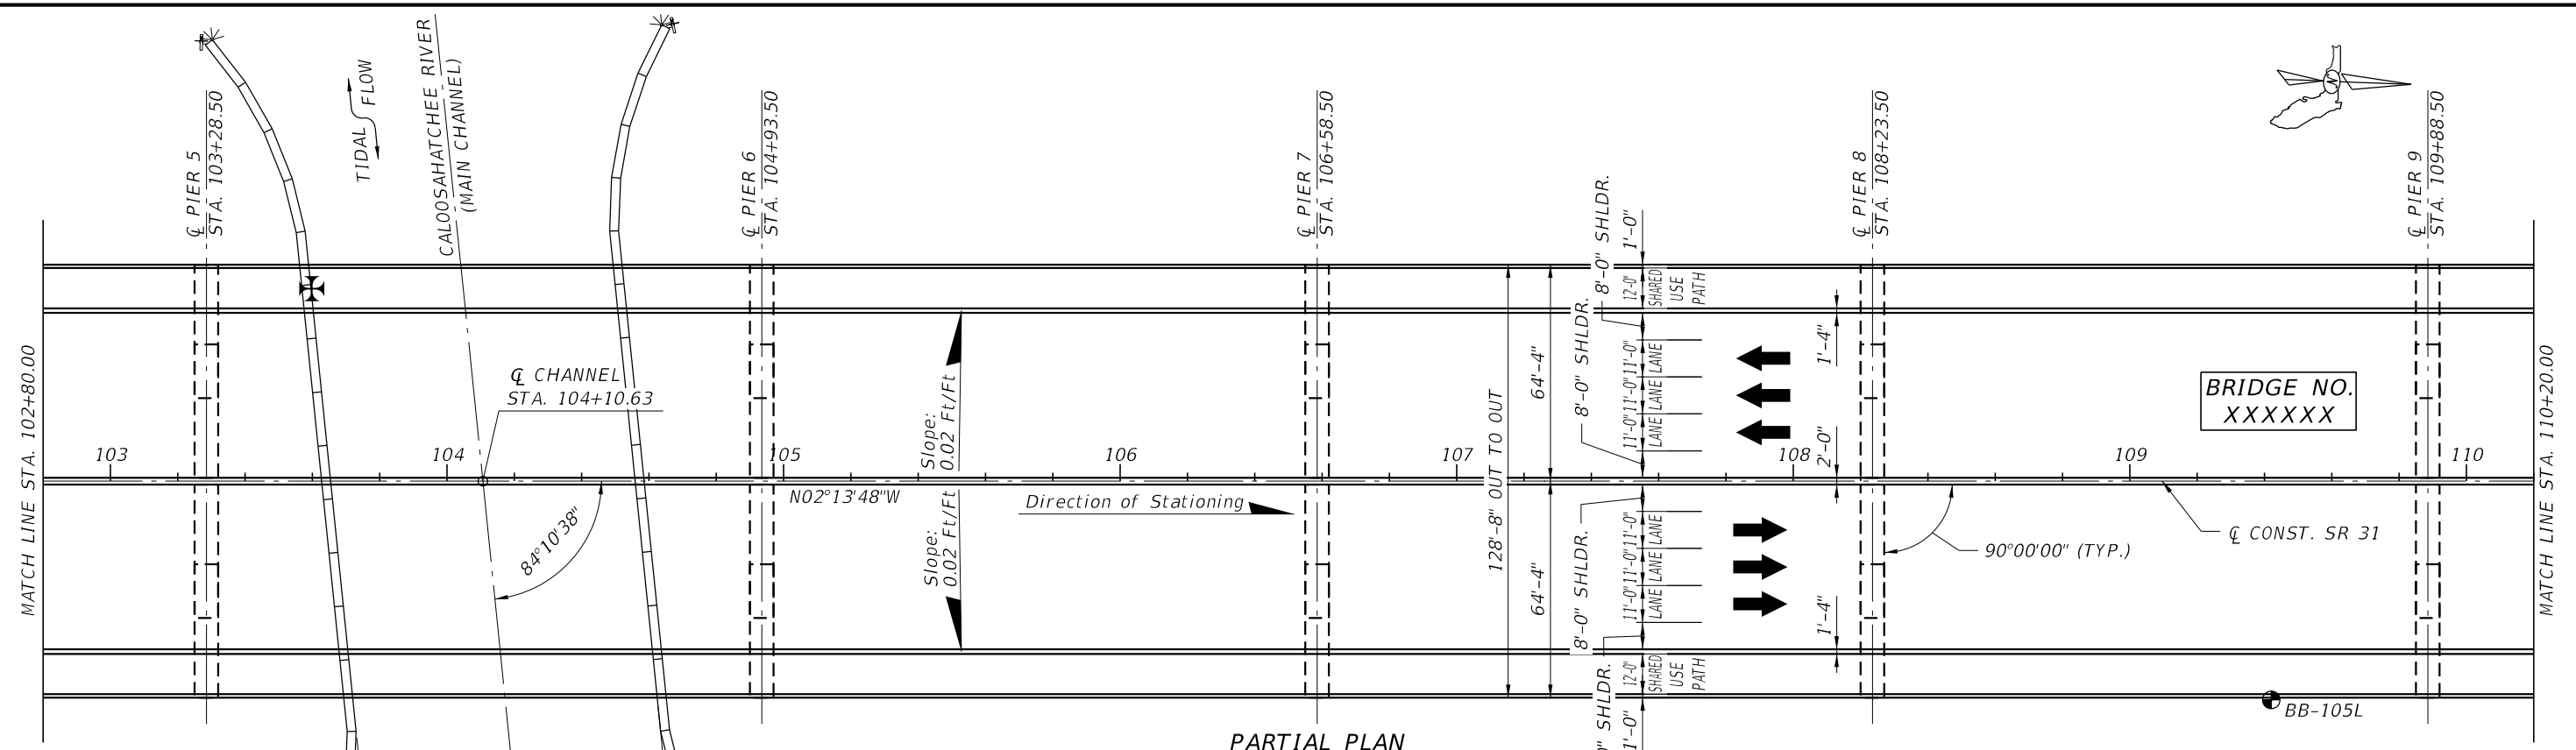 ℄ PIER 5
STA. 103+28.50
TIDAL FLOW
CALOOSAHATCHEE RIVER
(MAIN CHANNEL)
℄ PIER 6
STA. 104+93.50
℄ PIER 7
STA. 106+58.50
℄ PIER 8
STA. 108+23.50
℄ PIER 9
STA. 109+88.50
N
MATCH LINE STA. 102+80.00
MATCH LINE STA. 110+20.00
8'-0" SHLDR.
1'-0"
12'-0"
SHARED
USE
PATH
8'-0" SHLDR.
11'-0"
LANE
11'-0"
LANE
11'-0"
LANE
1'-4"
2'-0"
64'-4"
128'-8" OUT TO OUT
℄ CHANNEL
STA. 104+10.63
Slope:
0.02 Ft/Ft
BRIDGE NO.
XXXXXX
103
104
105
106
107
108
109
110
N02°13'48"W
Direction of Stationing
84°10'38"
Slope:
0.02 Ft/Ft
64'-4"
8'-0" SHLDR.
11'-0"
LANE
11'-0"
LANE
11'-0"
LANE
1'-4"
90°00'00" (TYP.)
℄ CONST. SR 31
12'-0"
SHARED
USE
PATH
0" SHLDR.
1'-0"
BB-105L
PARTIAL PLAN